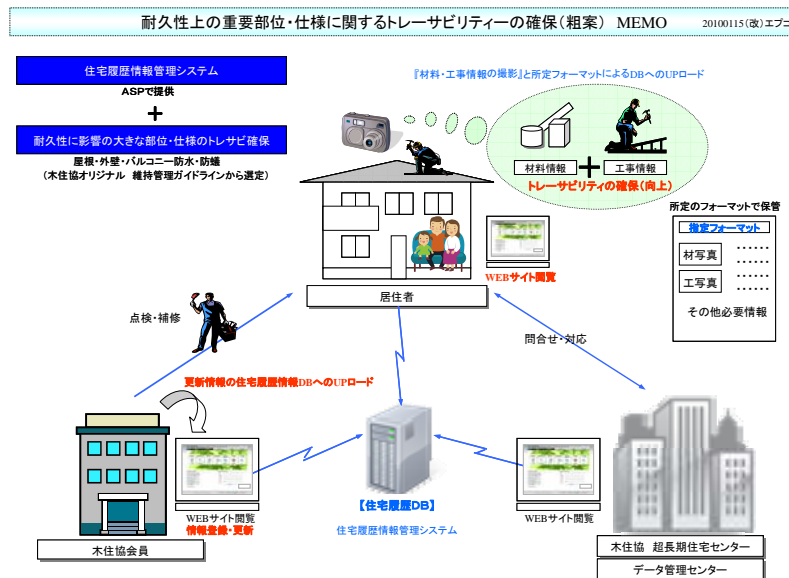 耐久性上の重要部位・仕様に関するトレーサビリティーの確保(粗案) MEMO
20100115(改)エプコ
住宅履歴情報管理システム
ASPで提供
+
耐久性に影響の大きな部位・仕様のトレサビ確保
屋根・外壁・バルコニー防水・防蟻
(木住協オリジナル 維持管理ガイドラインから選定)
『材料・工事情報の撮影』と所定フォーマットによるDBへのUPロード
材料情報
+
工事情報
トレーサビリティの確保(向上)
所定のフォーマットで保管
指定フォーマット
材写真 ……
……
工写真 ……
……
その他必要情報
WEBサイト閲覧
居住者
点検・補修
問合せ・対応
更新情報の住宅履歴情報DBへのUPロード
WEBサイト閲覧
情報登録・更新
木住協会員
【住宅履歴DB】
住宅履歴情報管理システム
WEBサイト閲覧
木住協 超長期住宅センター
データ管理センター